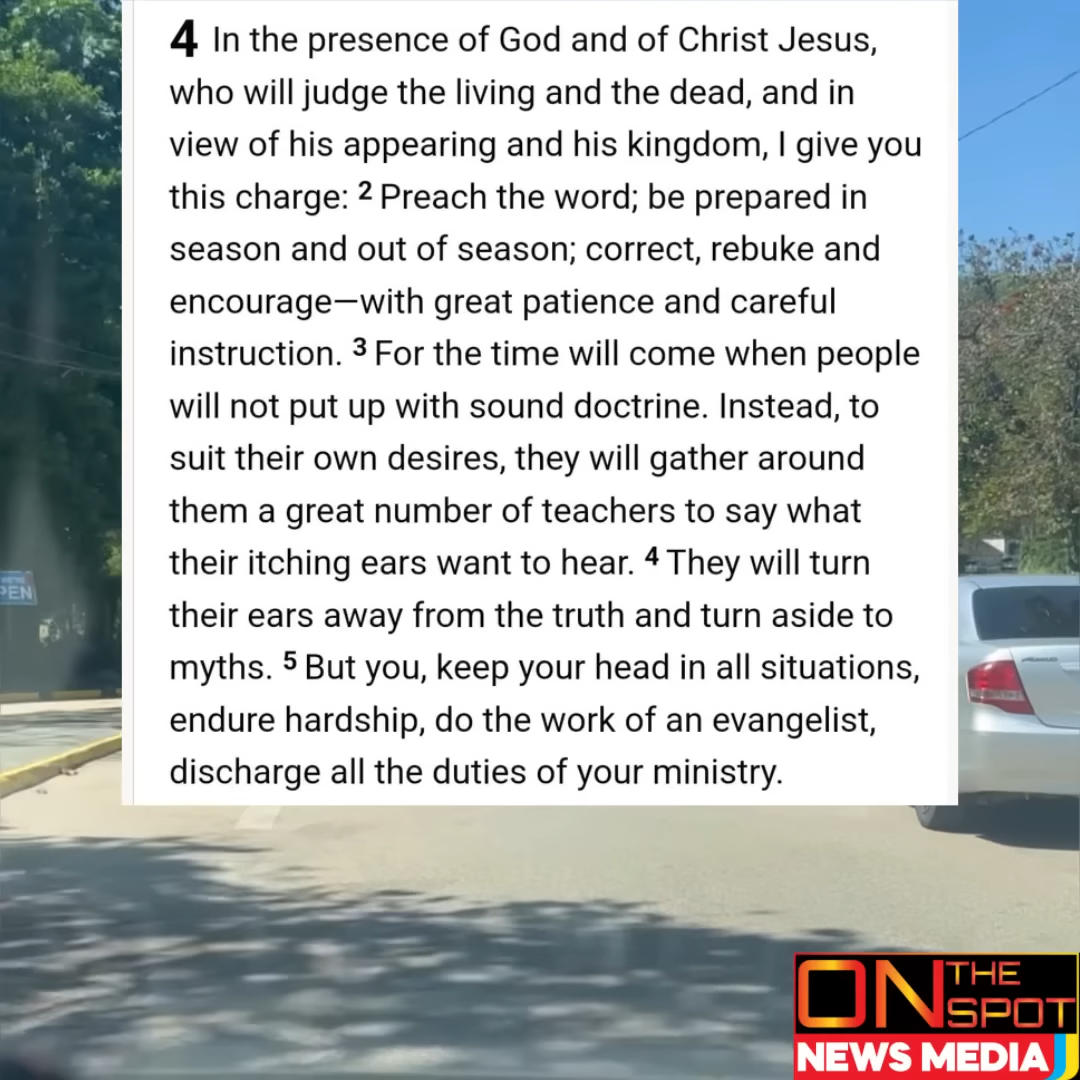 4 In the presence of God and of Christ Jesus,
who will judge the living and the dead, and in
view of his appearing and his kingdom, I give you
this charge: 2 Preach the word; be prepared in
season and out of season; correct, rebuke and
encourage—with great patience and careful
instruction. 3 For the time will come when people
will not put up with sound doctrine. Instead, to
suit their own desires, they will gather around
them a great number of teachers to say what
their itching ears want to hear. 4 They will turn
their ears away from the truth and turn aside to
myths. 5 But you, keep your head in all situations,
endure hardship, do the work of an evangelist,
discharge all the duties of your ministry.
PEN
ON THE SPOT
NEWS MEDIA